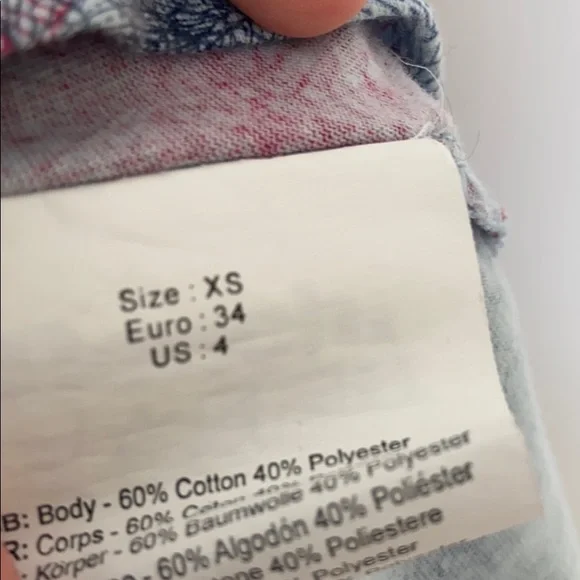 Size : XS
Euro : 34
US : 4
B: Body - 60% Cotton 40% Polyester
R: Corps - 60% Coton 40% Polyester
: Körper - 60% Baumwolle 40% Polyester
- 60% Algodón 40% Poliéster
40% Poliestere
Polyester